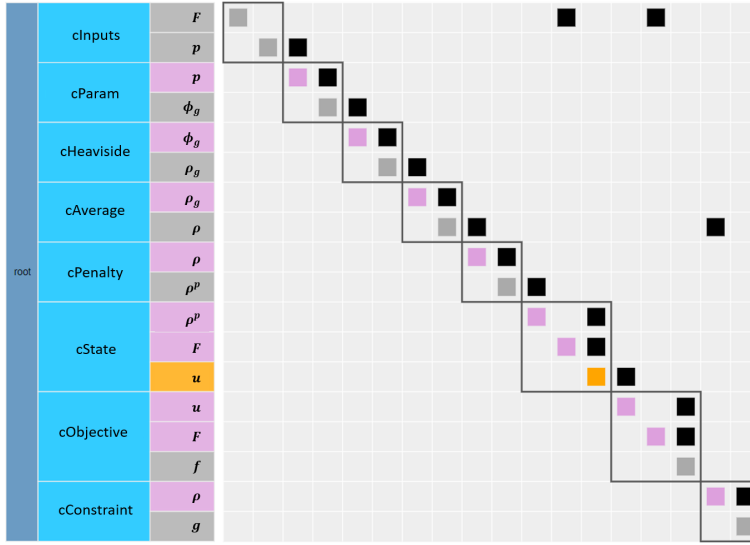 root
cInputs
F
p
cParam
p
ϕg
cHeaviside
ϕg
ρg
cAverage
ρg
ρ
cPenalty
ρ
ρᵖ
cState
ρᵖ
F
u
cObjective
u
F
f
cConstraint
ρ
g